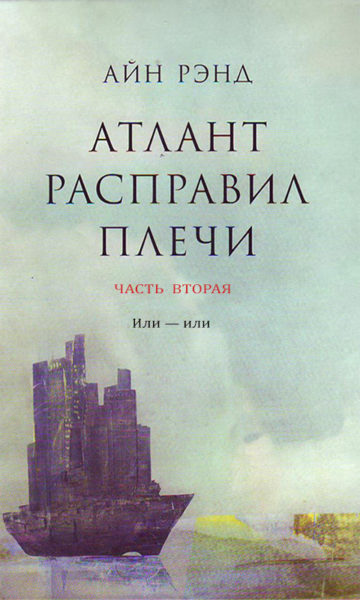 АЙН РЭНД
АТЛАНТ
РАСПРАВИЛ
ПЛЕЧИ
ЧАСТЬ ВТОРАЯ
Или — или